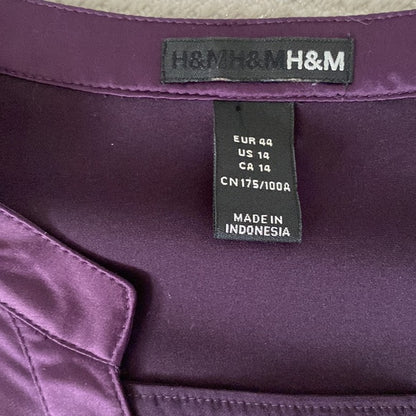 H&MH&MH&M
EUR 44
US 14
CA 14
CN 175/100A
MADE IN
INDONESIA